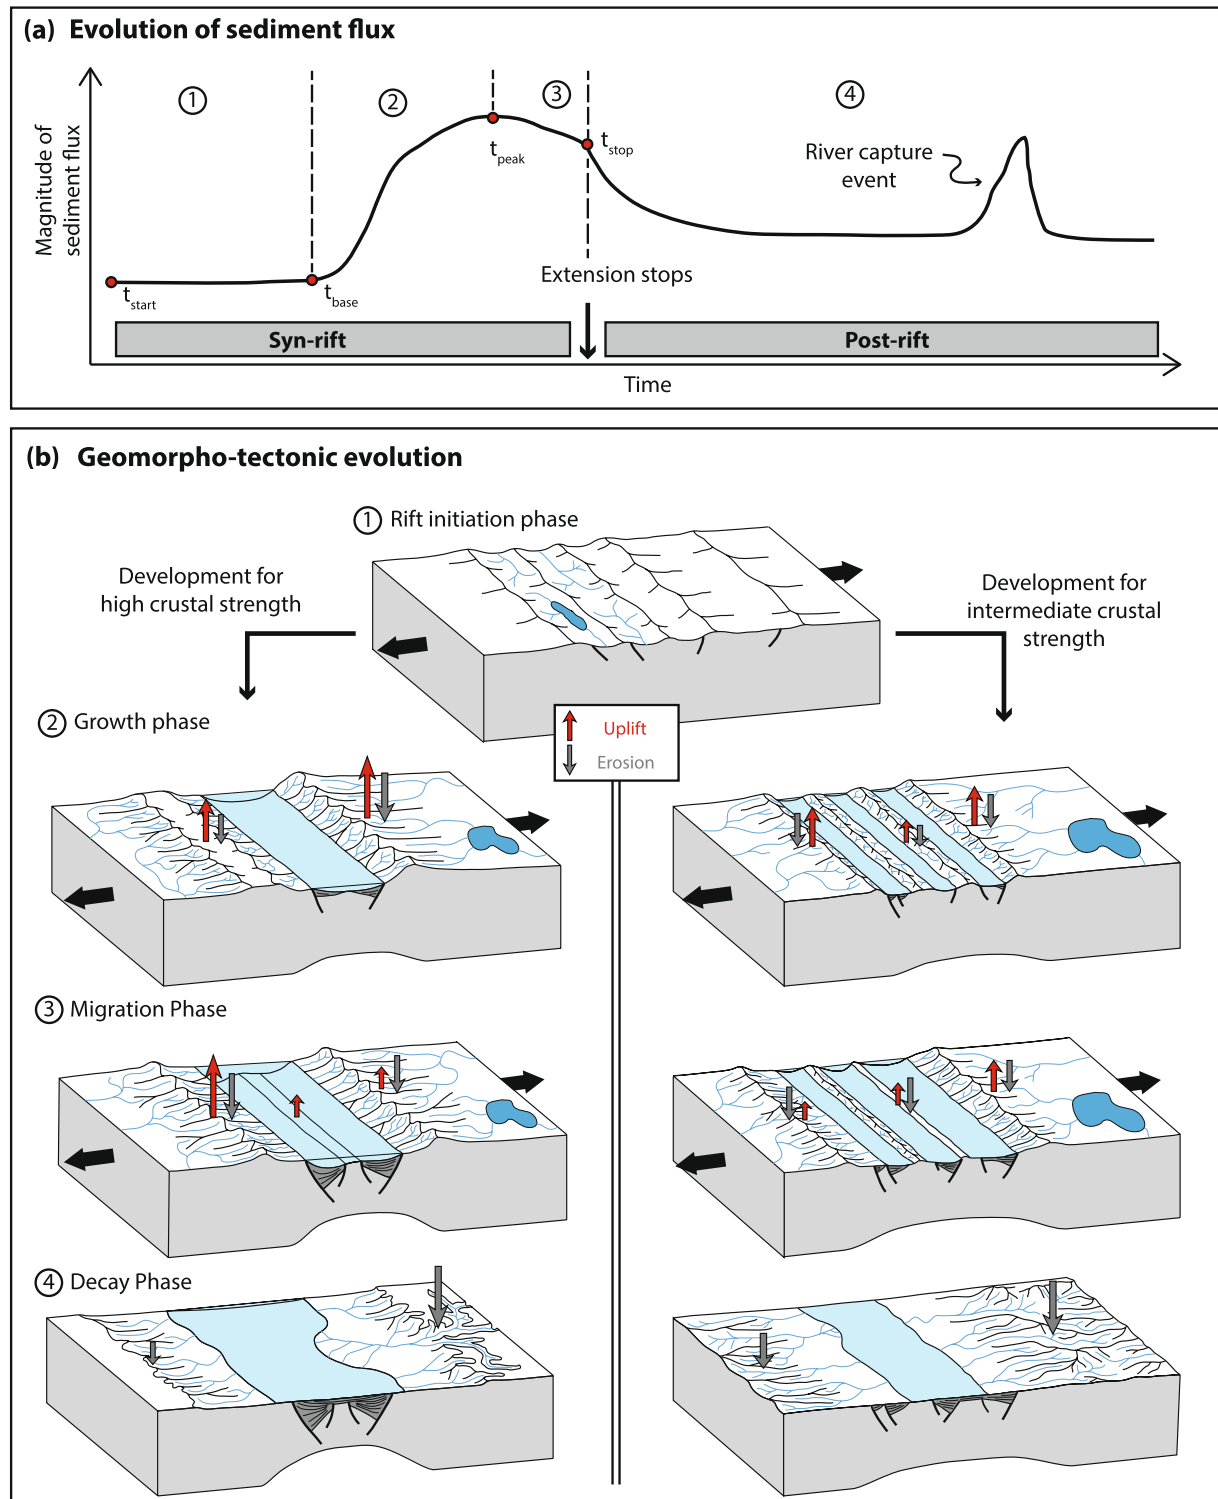 (a) Evolution of sediment flux
Magnitude of
sediment flux
1
2
3
4
t start
t base
t peak
t stop
River capture
event
Extension stops
Syn-rift
Post-rift
Time
(b) Geomorpho-tectonic evolution
1 Rift initiation phase
Development for
high crustal strength
Development for
intermediate crustal
strength
2 Growth phase
Uplift
Erosion
3 Migration Phase
4 Decay Phase